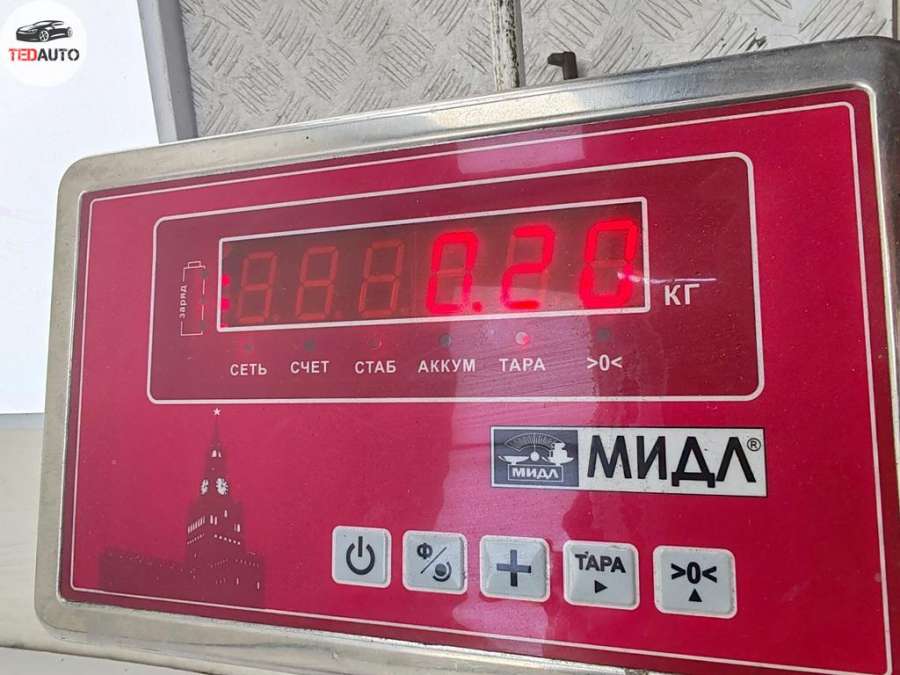 TEDAUTO
0.20
КГ
заряд
СЕТЬ СЧЕТ СТАБ АККУМ ТАРА >0<
МИДЛ МИДЛ®
Ф ТАРА >0<